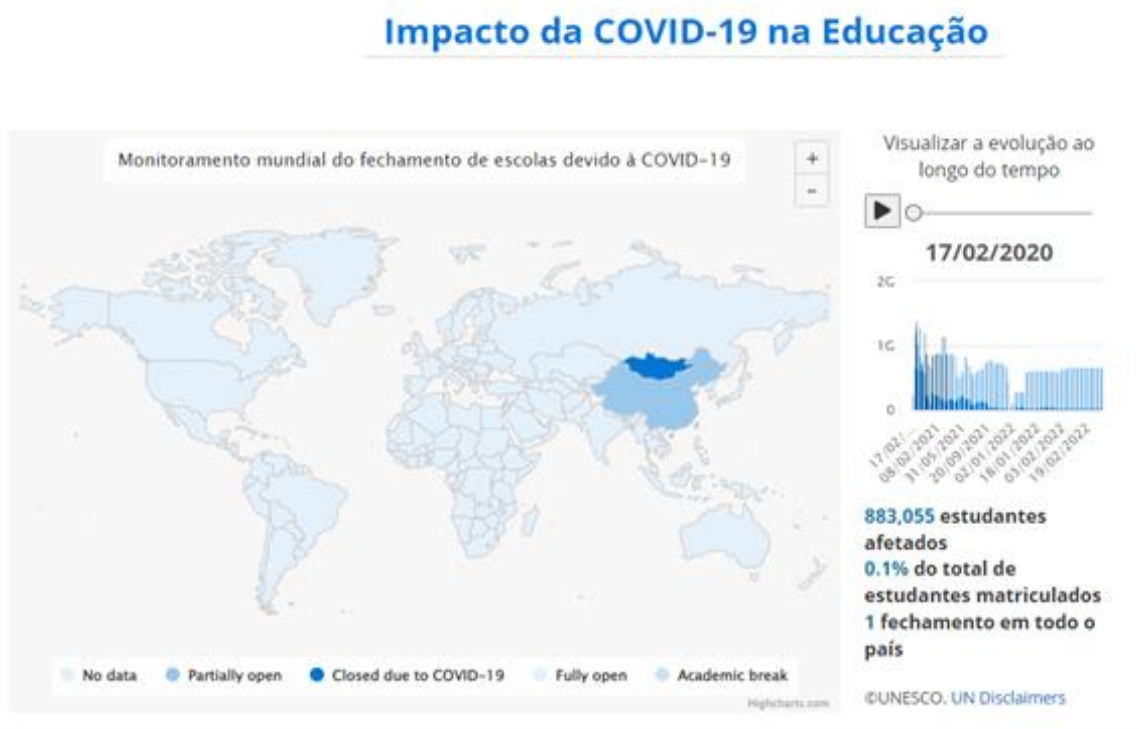 Impacto da COVID-19 na Educação
Monitoramento mundial do fechamento de escolas devido à COVID-19
+
-
Visualizar a evolução ao
longo do tempo
17/02/2020
2G
1G
0
17/02/...
08/02/2021
31/05/2021
20/09/2021
02/01/2022
18/01/2022
03/02/2022
19/02/2022
883,055 estudantes
afetados
0.1% do total de
estudantes matriculados
1 fechamento em todo o
país
No data
Partially open
Closed due to COVID-19
Fully open
Academic break
Highcharts.com
©UNESCO. UN Disclaimers